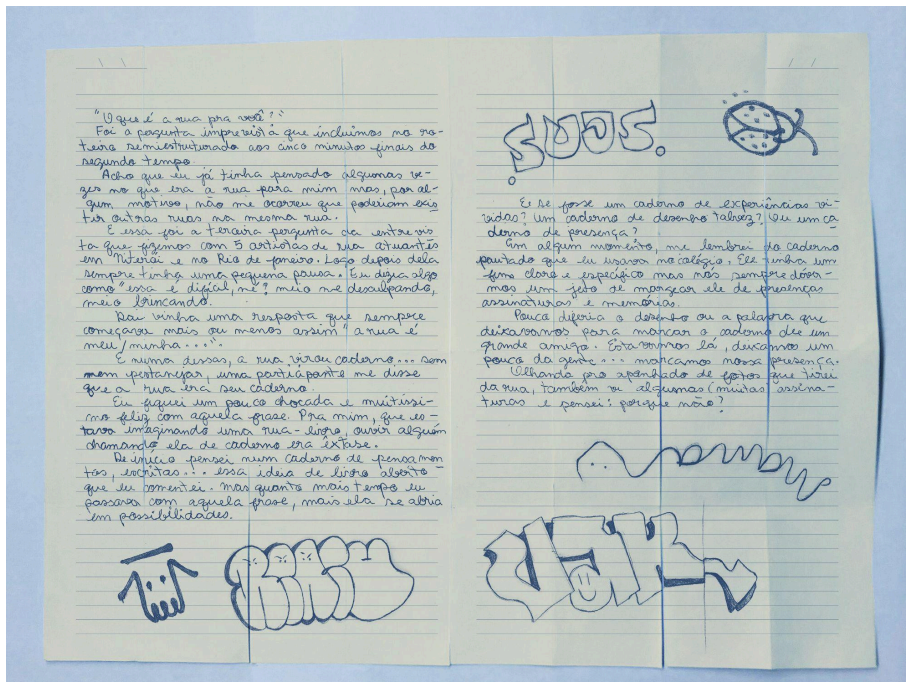 "O que é a rua pra você?"
Foi a pergunta imprevista que incluimos no ro-
teiro semiestruturado aos cinco minutos finais do
segundo tempo.
Acho que eu já tinha pensado algumas ve-
zes no que era a rua para mim mas, por al-
gum motivo, não me ocorreu que poderiam exis
tir outras ruas na mesma rua.
E essa foi a terceira pergunta da entrevis
ta que fizemos com 5 artistas de rua atuantes
em Niterói e no Rio de Janeiro. Logo depois dela
sempre tinha uma pequena pausa. Eu dizia algo
como "essa é difícil, né?" meio me desculpando,
meio brincando.
Daí vinha uma resposta que sempre
começava mais ou menos assim "a rua é
meu/minha...".
E numa dessas, a rua virou caderno... sem
nem pestanejar, uma participante me disse
que a rua era seu caderno.
Eu fiquei um pouco chocada e muitissi-
mo feliz com aquela frase. Pra mim, que es-
tava imaginando uma rua-livro, ouvir alguém
chamando ela de caderno era êxtase.
De início pensei num caderno de pensamen
tos, escritas... essa ideia de livro aberto
que eu comentei. Mas quanto mais tempo eu
passava com aquela frase, mais ela se abria
em possibilidades.
E se fosse um caderno de experiências vi-
vidas? Um caderno de desenho talvez? Ou um ca
derno de presença?
Em algum momento, me lembrei do caderno
pautado que eu usava no colégio. Ele tinha um
fim claro e específico mas nós sempre dáva-
mos um jeito de marcar ele de presenças
assinaturas e memórias.
Pouco diferia o desenho ou a palavra que
deixavamos para marcar o caderno de um
grande amigo. Estavamos lá, deixamos um
pouco da gente... marcamos nossa presença.
Olhando pro apanhado de fotos que tirei
da rua, também vi algumas (muitas) assina-
turas e pensei: porque não?